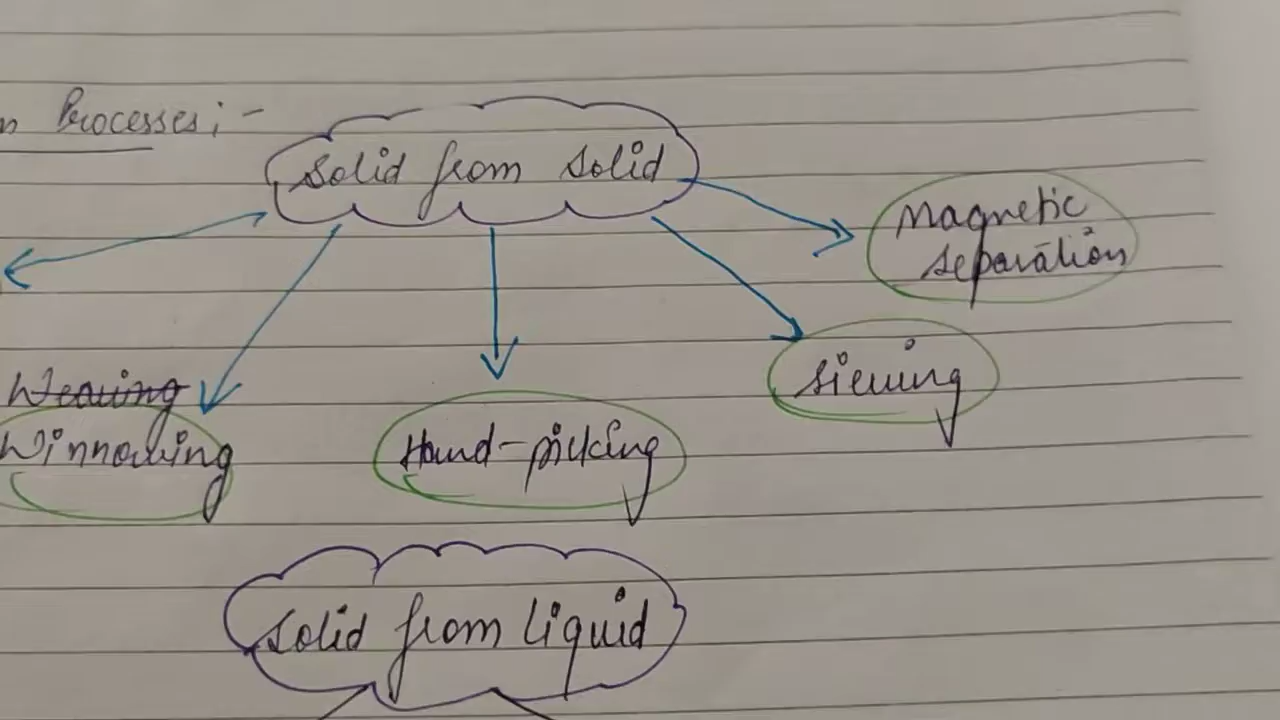 Processes :-
Solid from solid
Magnetic
separation
sieving
Weaving
Winnowing
Hand-picking
solid from liquid